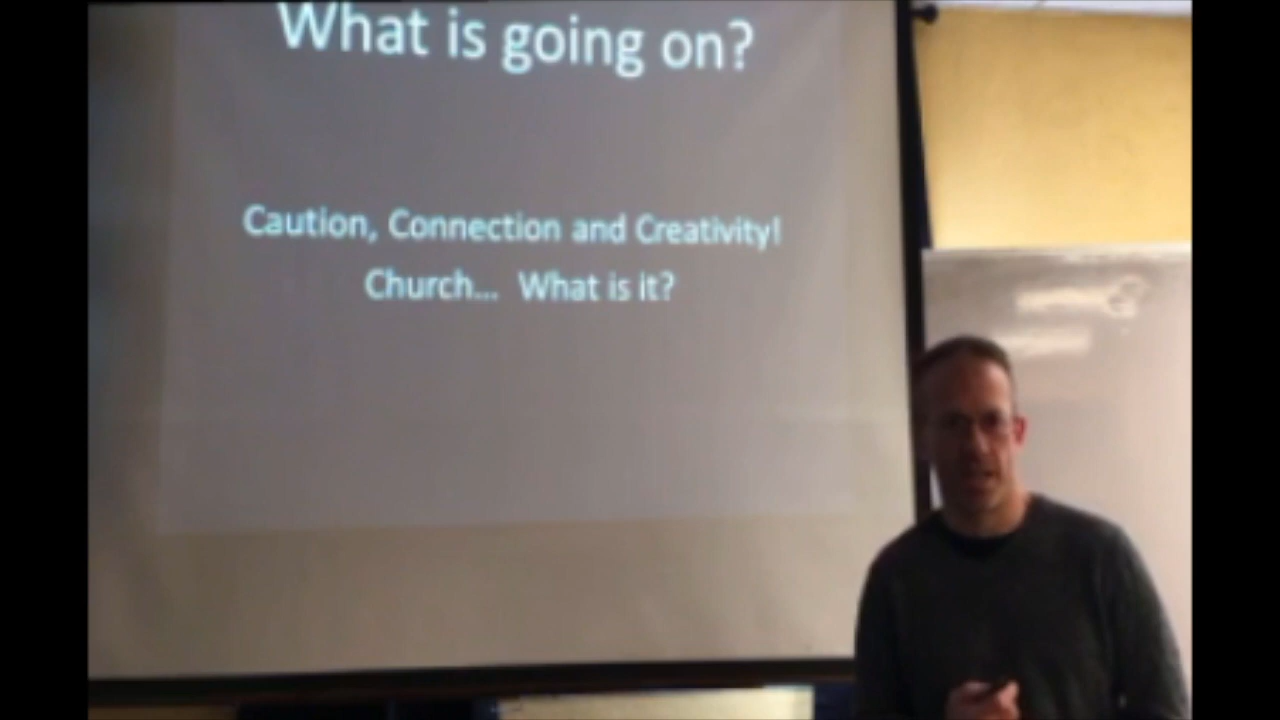 What is going on?
Caution, Connection and Creativity!
Church... What is it?